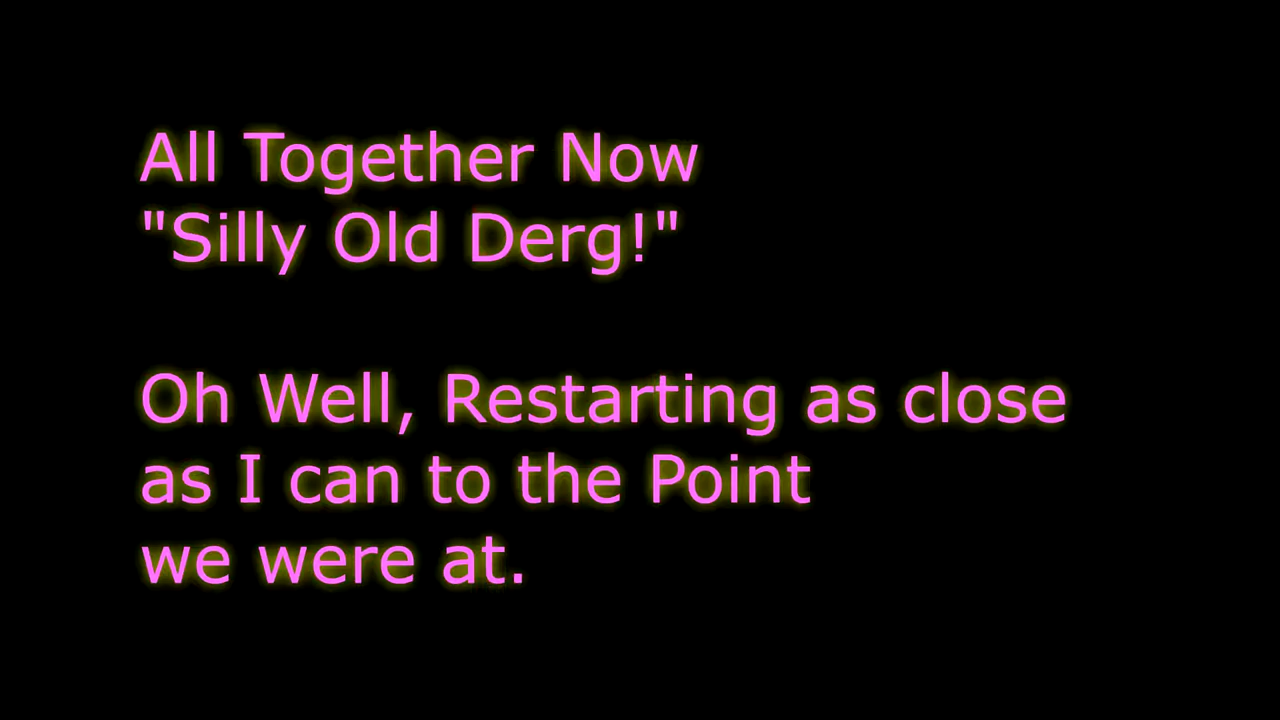 All Together Now
"Silly Old Derg!"
Oh Well, Restarting as close
as I can to the Point
we were at.